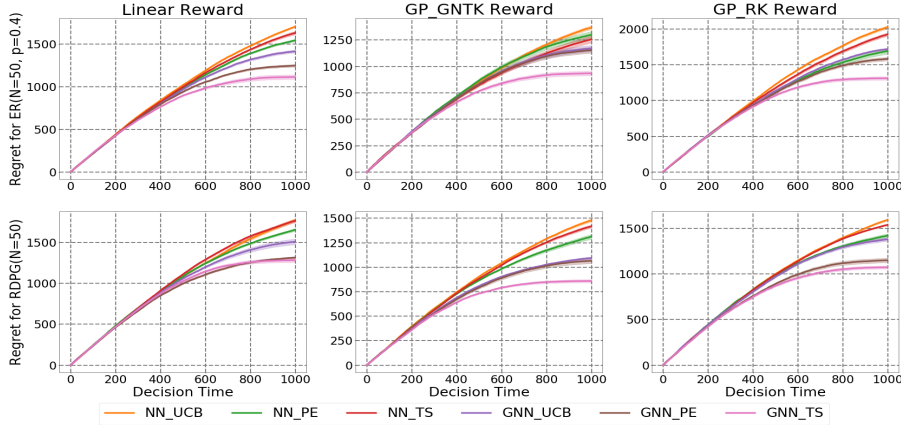 Linear Reward GP_GNTK Reward GP_RK Reward
Regret for ER(N=50, p=0.4)
1500
1000
500
0
0 200 400 600 800 1000
1250
1000
750
500
250
0
0 200 400 600 800 1000
2000
1500
1000
500
0
0 200 400 600 800 1000
Regret for RDPG(N=50)
1500
1000
500
0
0 200 400 600 800 1000
Decision Time
1500
1250
1000
750
500
250
0
0 200 400 600 800 1000
Decision Time
1500
1000
500
0
0 200 400 600 800 1000
Decision Time
NN_UCB NN_PE NN_TS GNN_UCB GNN_PE GNN_TS